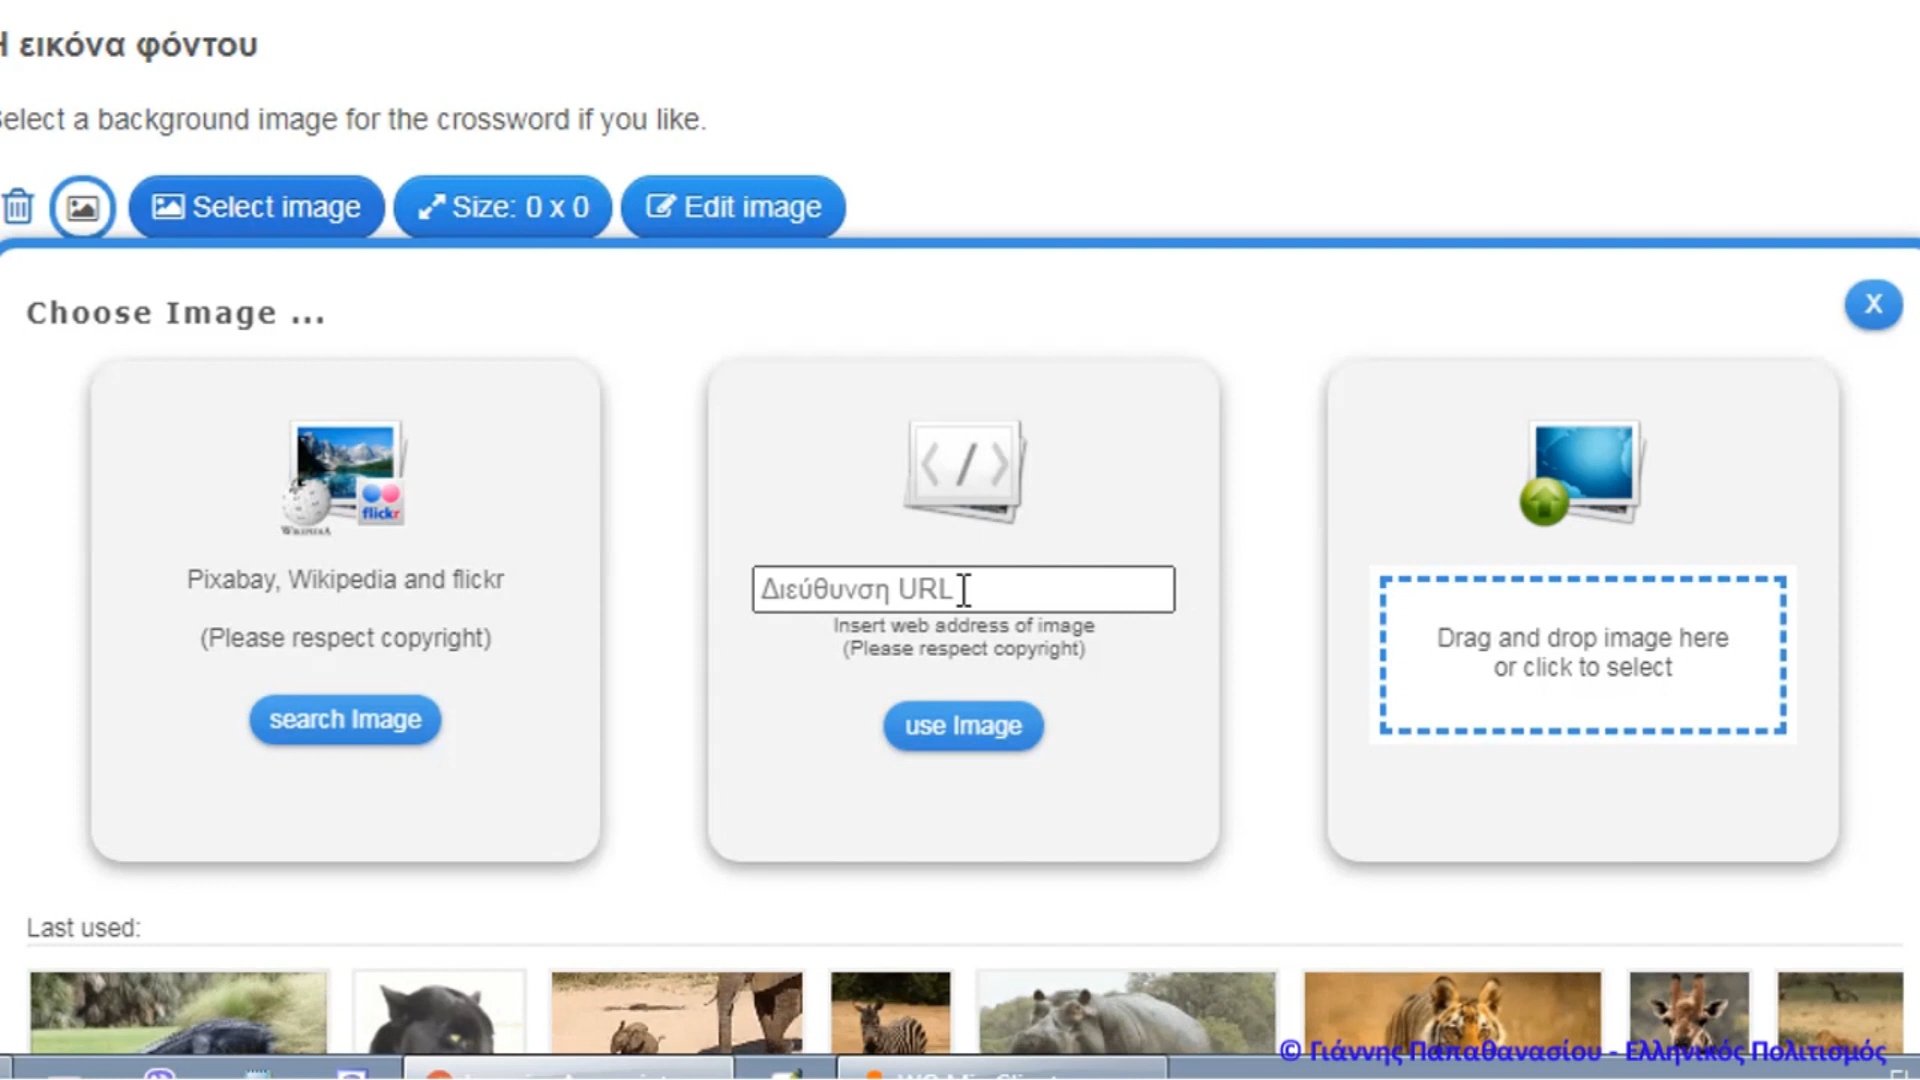 εικόνα φόντου
elect a background image for the crossword if you like.
Select image
Size: 0 x 0
Edit image
Choose Image ...
X
WIKIPEDIA
flickr
Pixabay, Wikipedia and flickr
(Please respect copyright)
search Image
</>
Διεύθυνση URL
Insert web address of image
(Please respect copyright)
use Image
Drag and drop image here
or click to select
Last used:
© Γιάννης Παπαθανασίου - Ελληνικός Πολιτισμός